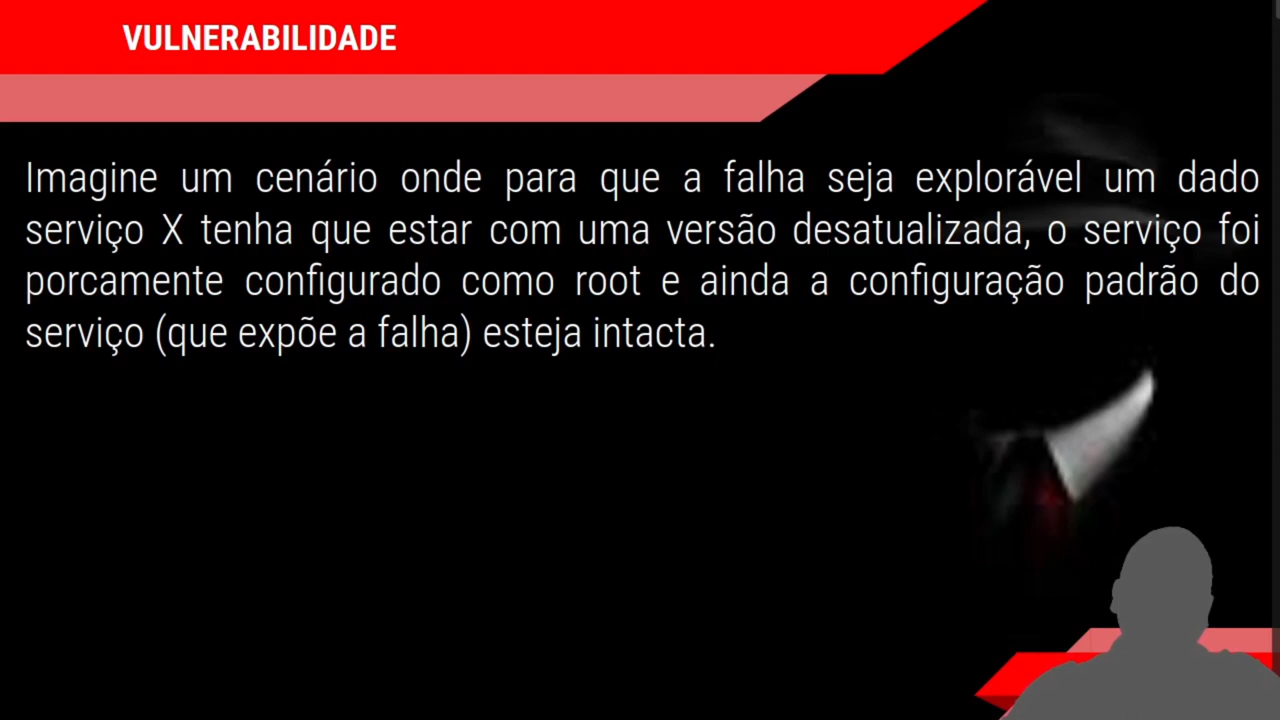 VULNERABILIDADE
Imagine um cenário onde para que a falha seja explorável um dado
serviço X tenha que estar com uma versão desatualizada, o serviço foi
porcamente configurado como root e ainda a configuração padrão do
serviço (que expõe a falha) esteja intacta.